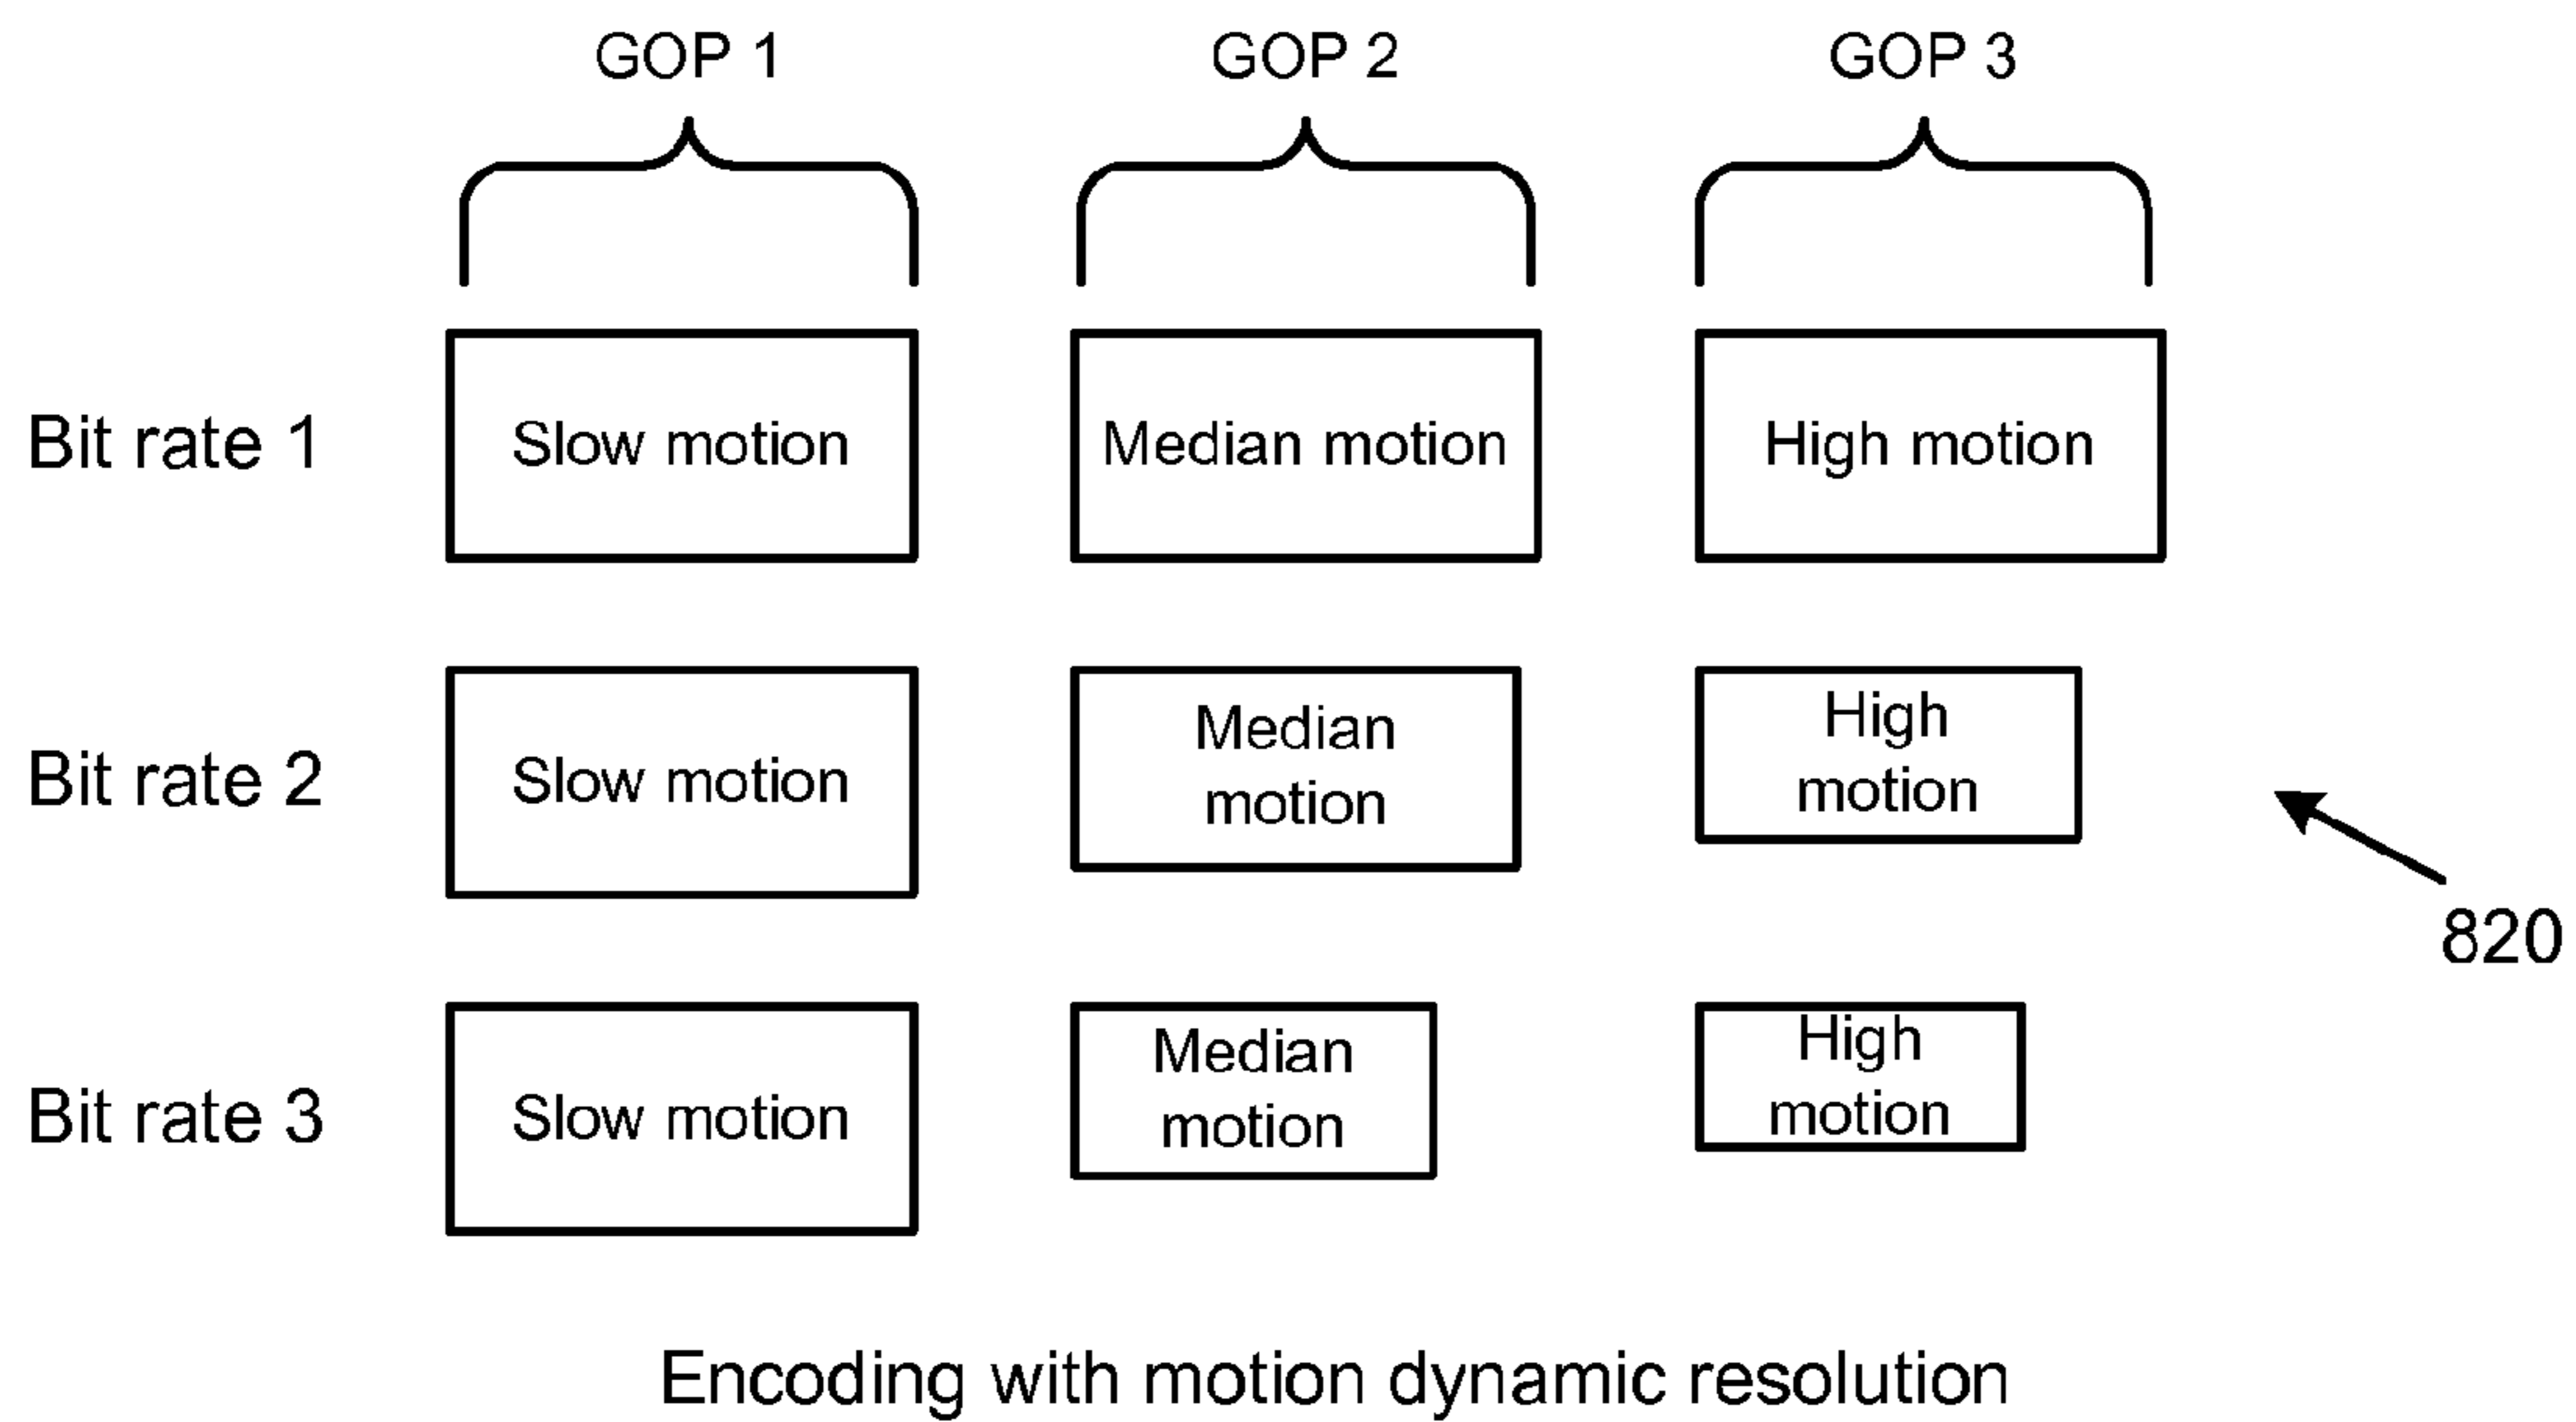 GOP 1 GOP 2 GOP 3
Bit rate 1 Slow motion Median motion High motion
Bit rate 2 Slow motion
Median
motion
High
motion
820
Bit rate 3 Slow motion
Median
motion
High
motion
Encoding with motion dynamic resolution